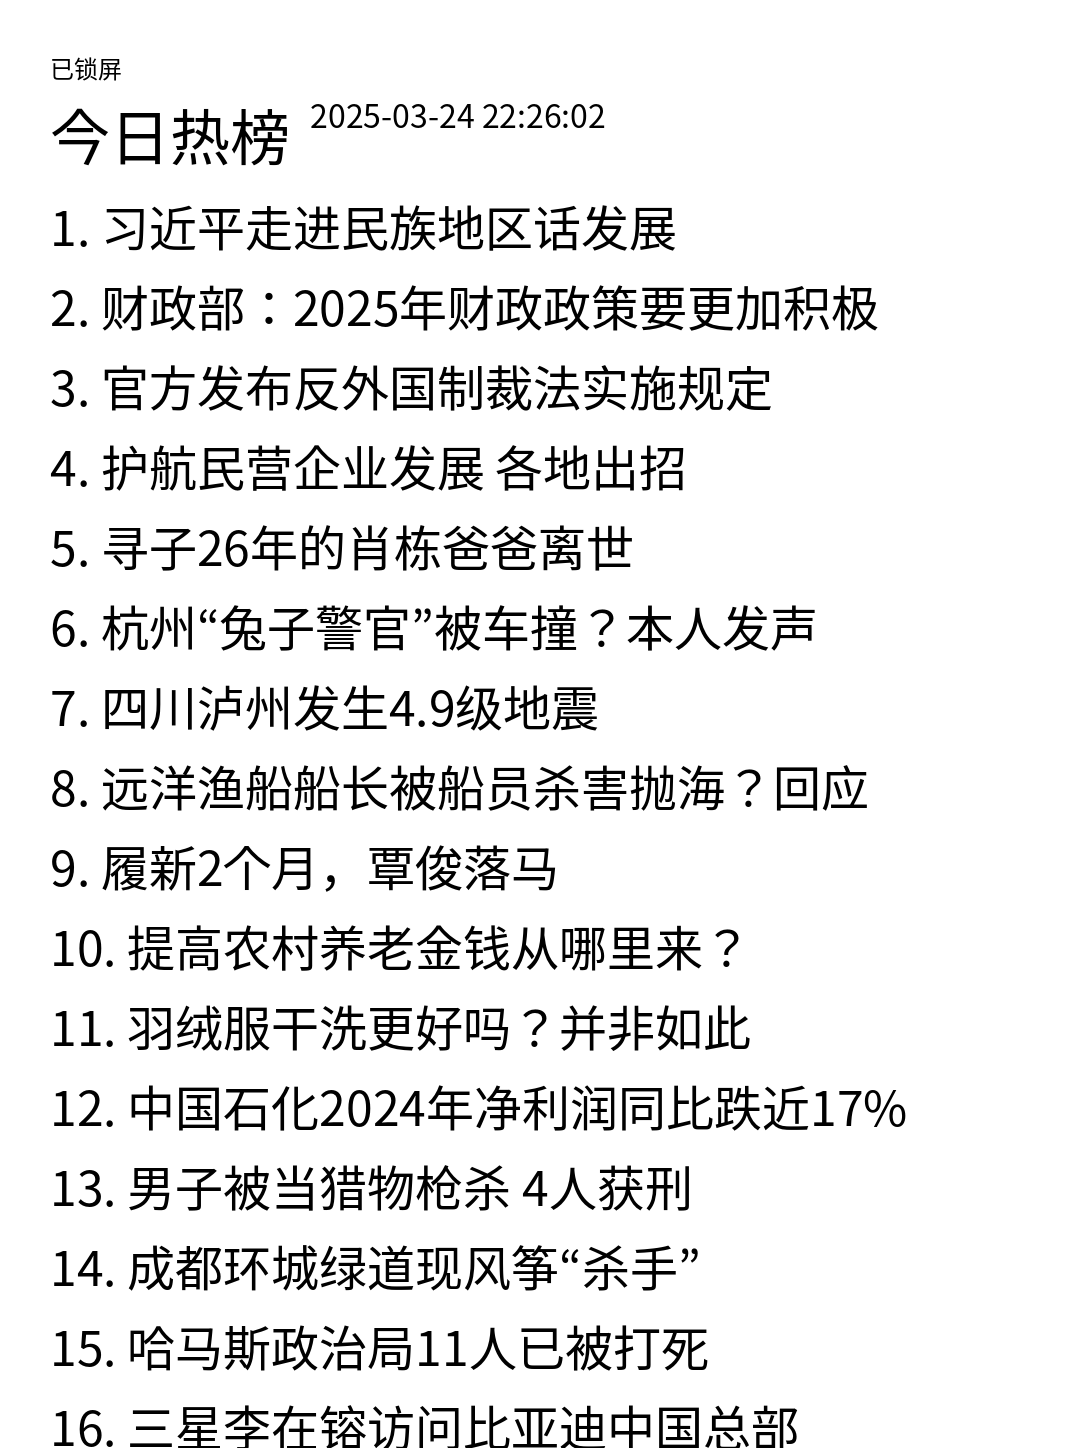 已锁屏
今日热榜 2025-03-24 22:26:02
1. 习近平走进民族地区话发展
2. 财政部：2025年财政政策要更加积极
3. 官方发布反外国制裁法实施规定
4. 护航民营企业发展 各地出招
5. 寻子26年的肖栋爸爸离世
6. 杭州“兔子警官”被车撞？本人发声
7. 四川泸州发生4.9级地震
8. 远洋渔船船长被船员杀害抛海？回应
9. 履新2个月，覃俊落马
10. 提高农村养老金钱从哪里来？
11. 羽绒服干洗更好吗？并非如此
12. 中国石化2024年净利润同比跌近17%
13. 男子被当猎物枪杀 4人获刑
14. 成都环城绿道现风筝“杀手”
15. 哈马斯政治局11人已被打死
16. 三星李在镕访问比亚迪中国总部